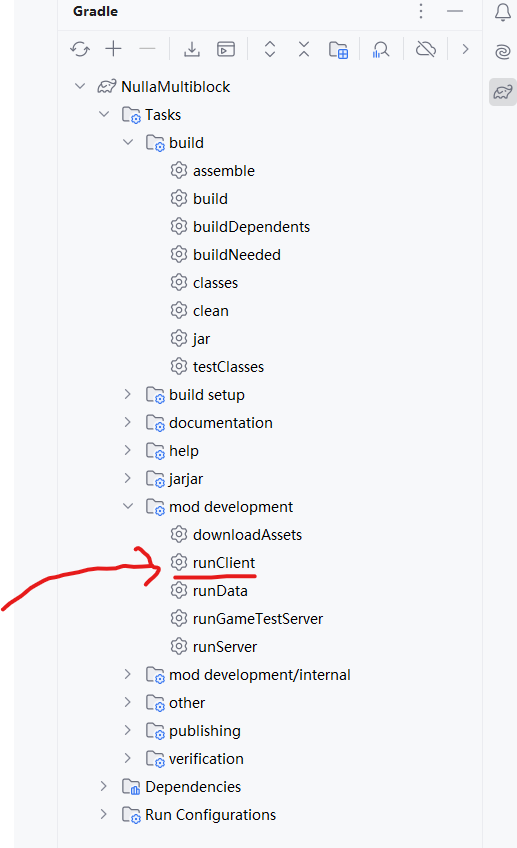 Gradle
NullaMultiblock
Tasks
build
assemble
build
buildDependents
buildNeeded
classes
clean
jar
testClasses
build setup
documentation
help
jarjar
mod development
downloadAssets
runClient
runData
runGameTestServer
runServer
mod development/internal
other
publishing
verification
Dependencies
Run Configurations